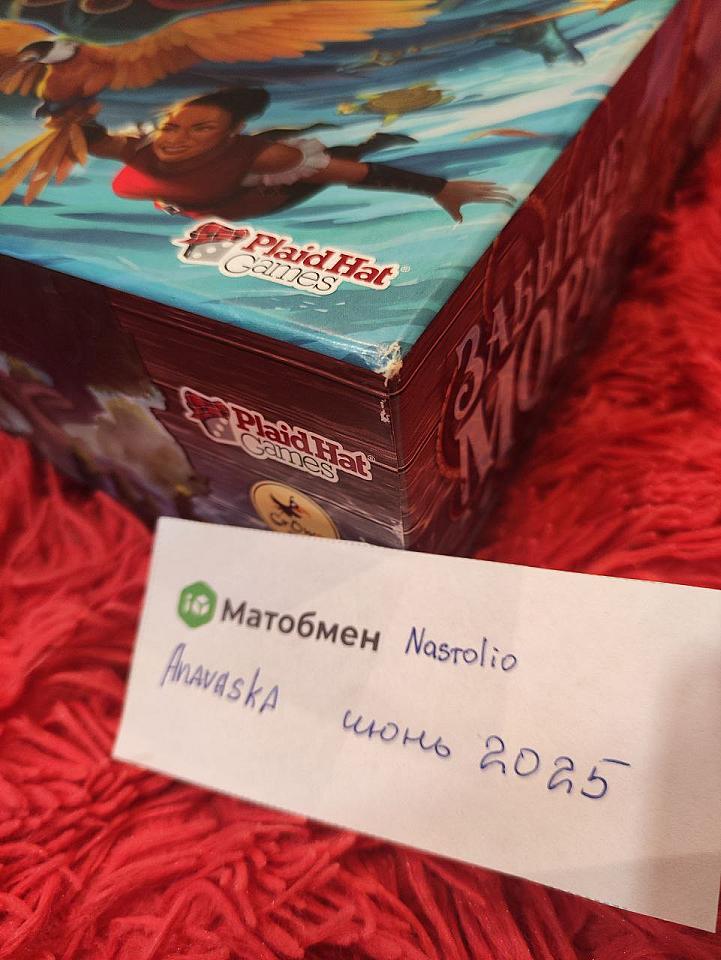 Plaid Hat
Games
®
Plaid Hat
Games
®
ЗАБЫТЫЕ
МОРЯ
Матобмен Nastolio
Anavaska июнь 2025